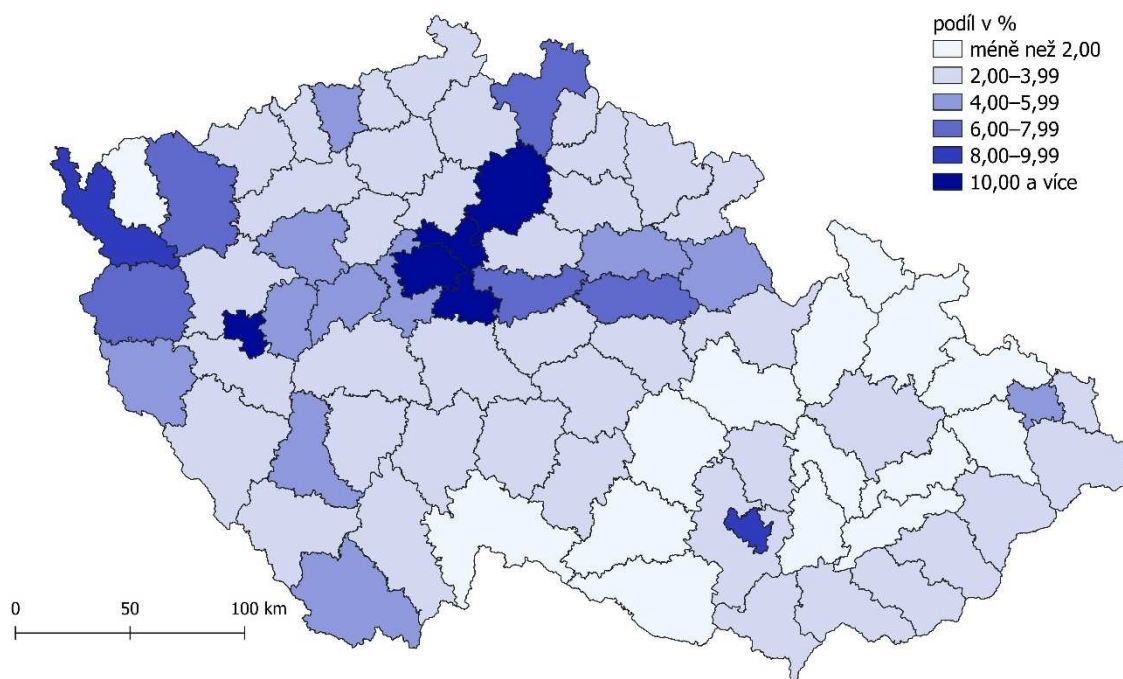 podíl v %
méně než 2,00
2,00–3,99
4,00–5,99
6,00–7,99
8,00–9,99
10,00 a více
0 50 100 km